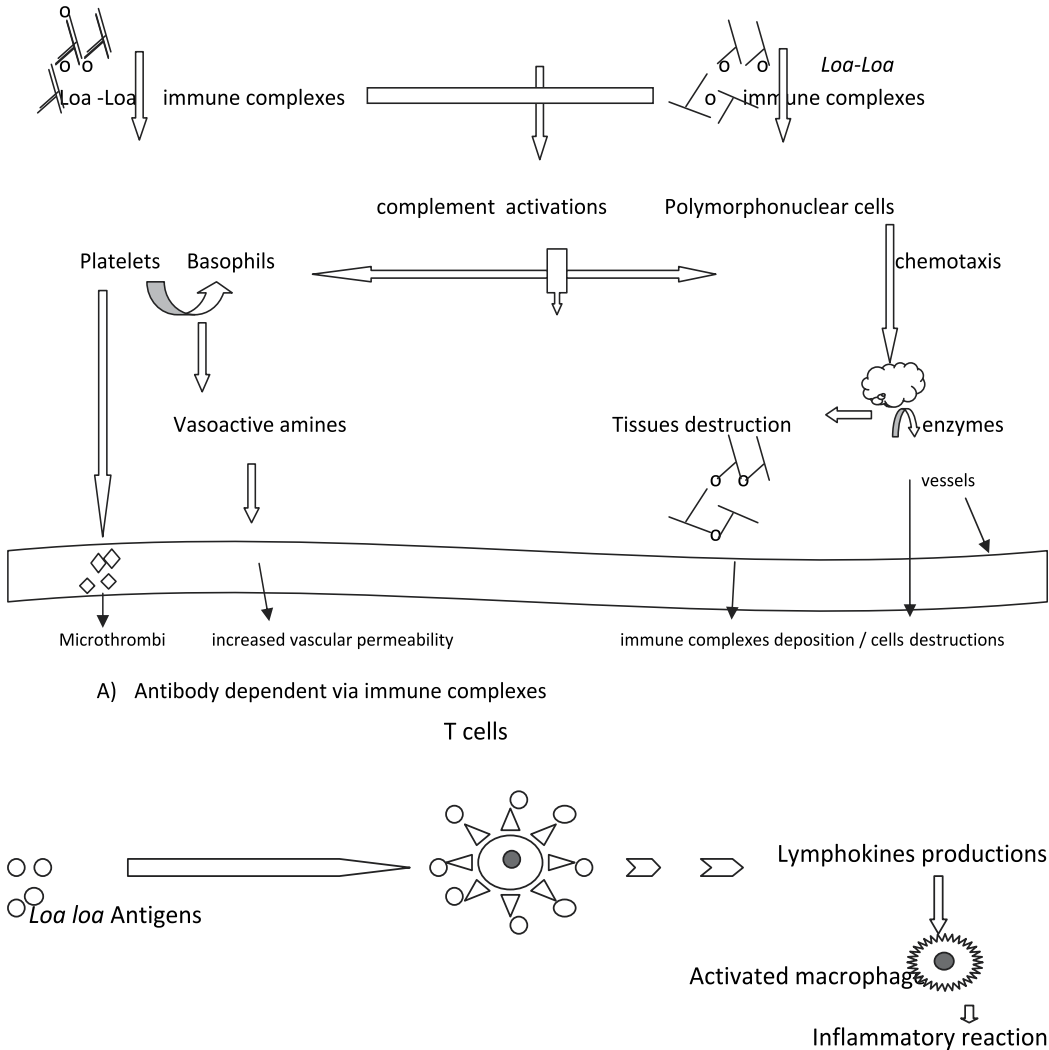 Loa-Loa
Loa -Loa immune complexes
immune complexes
complement activations
Polymorphonuclear cells
Platelets Basophils
chemotaxis
Vasoactive amines
Tissues destruction
enzymes
vessels
Microthrombi
increased vascular permeability
immune complexes deposition / cells destructions
A) Antibody dependent via immune complexes
T cells
Lymphokines productions
Loa loa Antigens
Activated macrophage
Inflammatory reaction